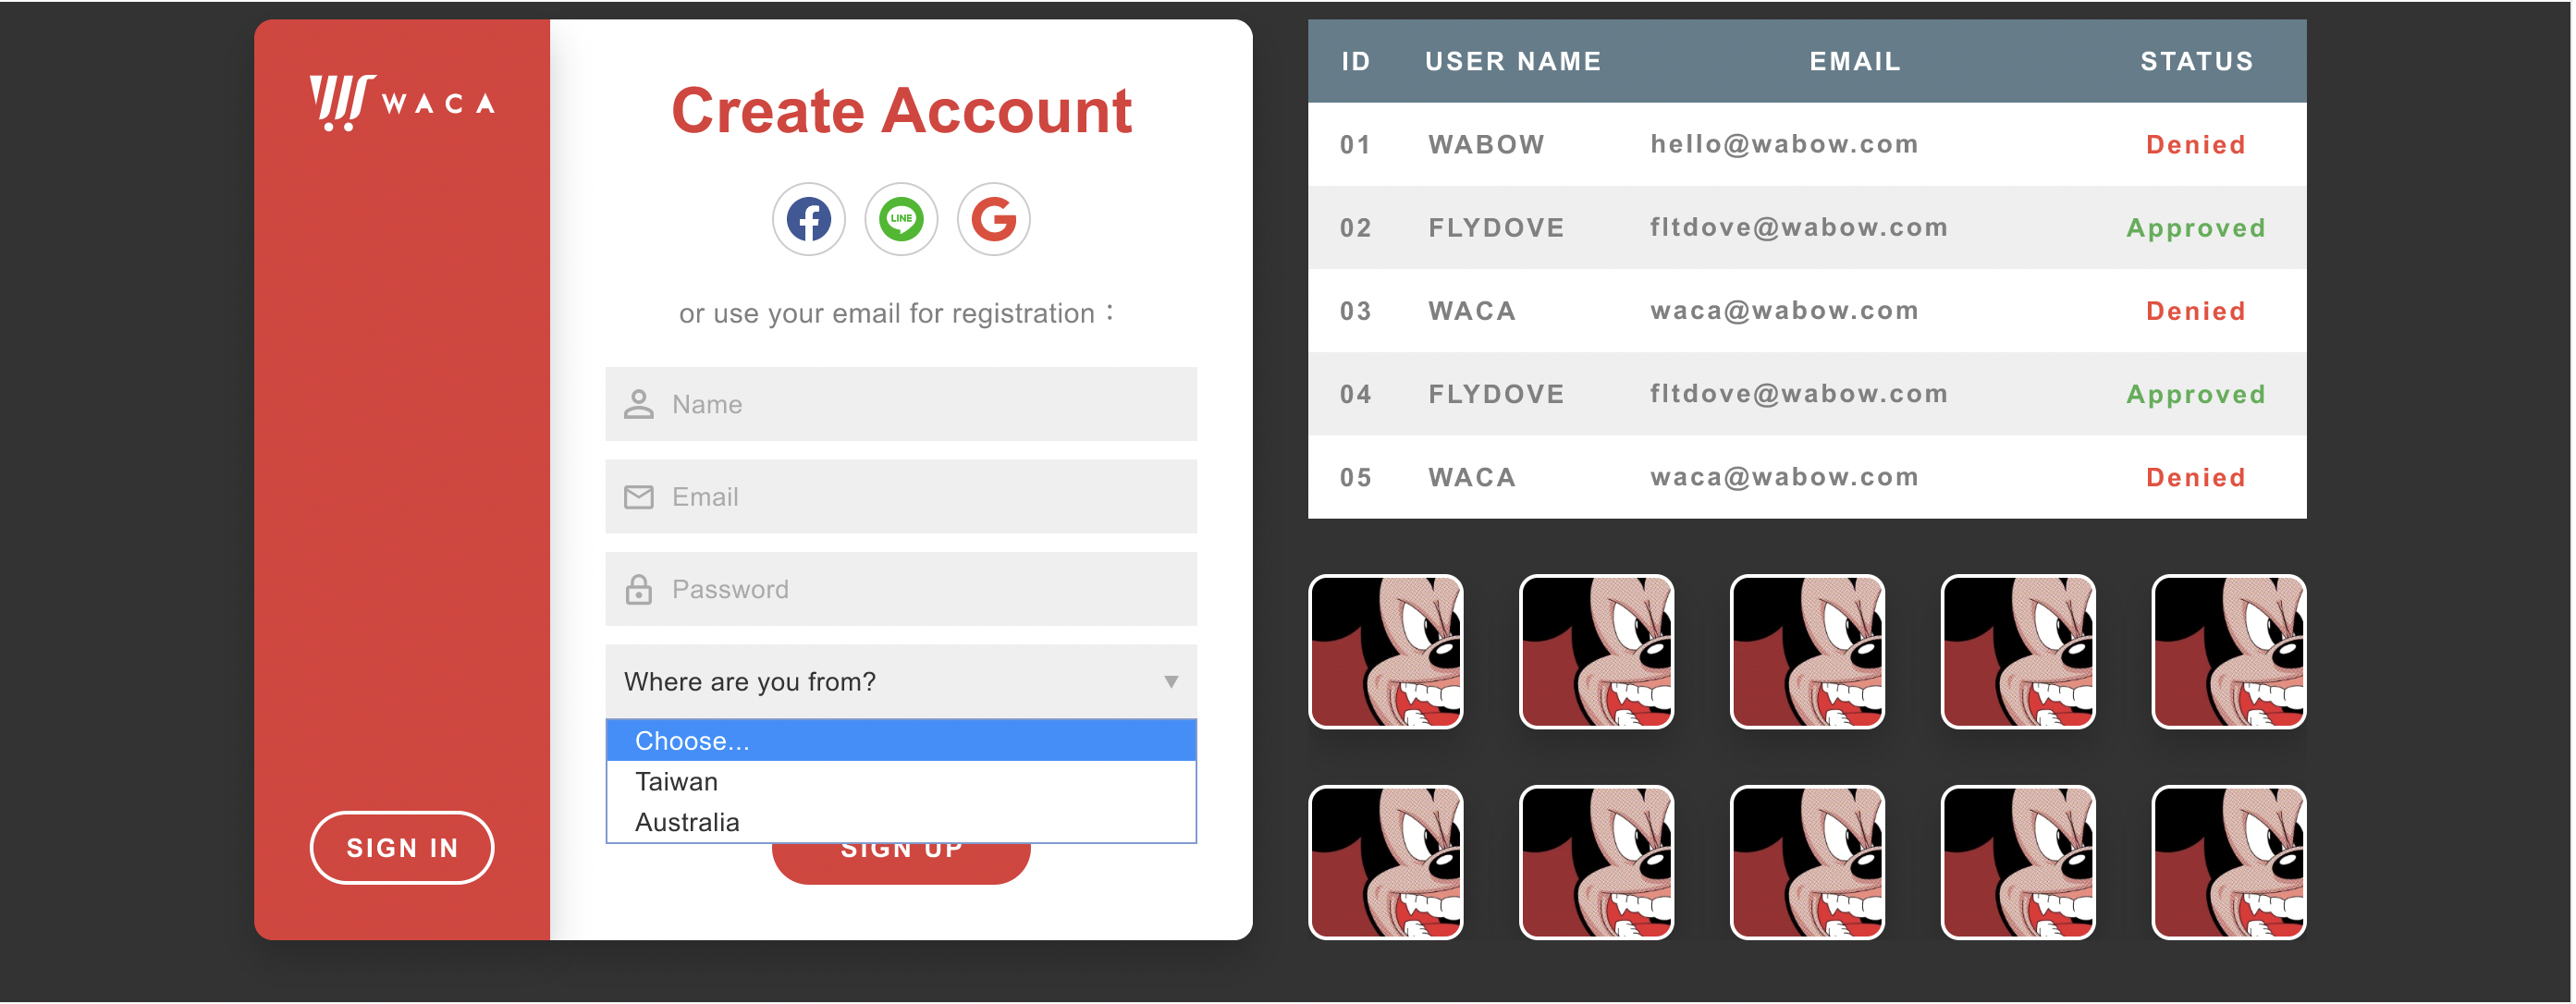 WACA
SIGN IN
Create Account
LINE
or use your email for registration：
Name
Email
Password
Where are you from?
Choose...
Taiwan
Australia
SIGN UP
ID USER NAME EMAIL STATUS
01 WABOW hello@wabow.com Denied
02 FLYDOVE fltdove@wabow.com Approved
03 WACA waca@wabow.com Denied
04 FLYDOVE fltdove@wabow.com Approved
05 WACA waca@wabow.com Denied